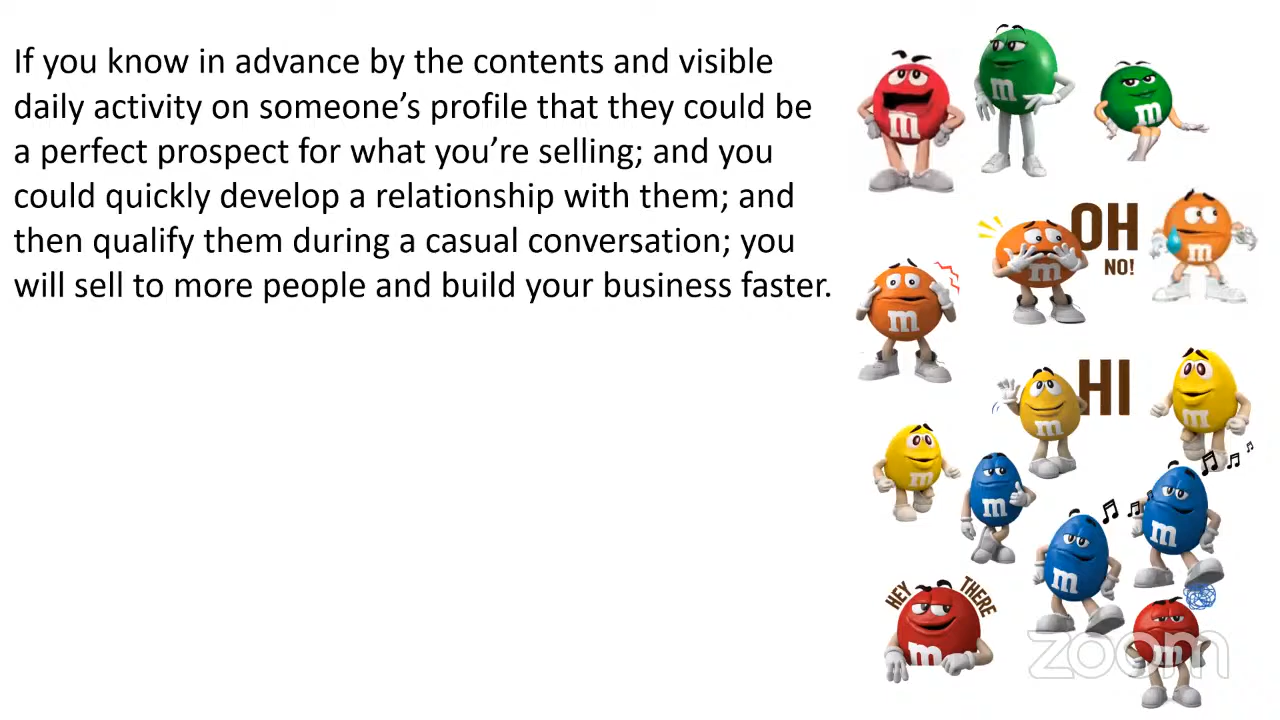 If you know in advance by the contents and visible
daily activity on someone's profile that they could be
a perfect prospect for what you're selling; and you
could quickly develop a relationship with them; and
then qualify them during a casual conversation; you
will sell to more people and build your business faster.
m
m
m
OH
NO!
m
m
m
HI
m
m
m
m
m
m
HEY THERE
m
m
zoom